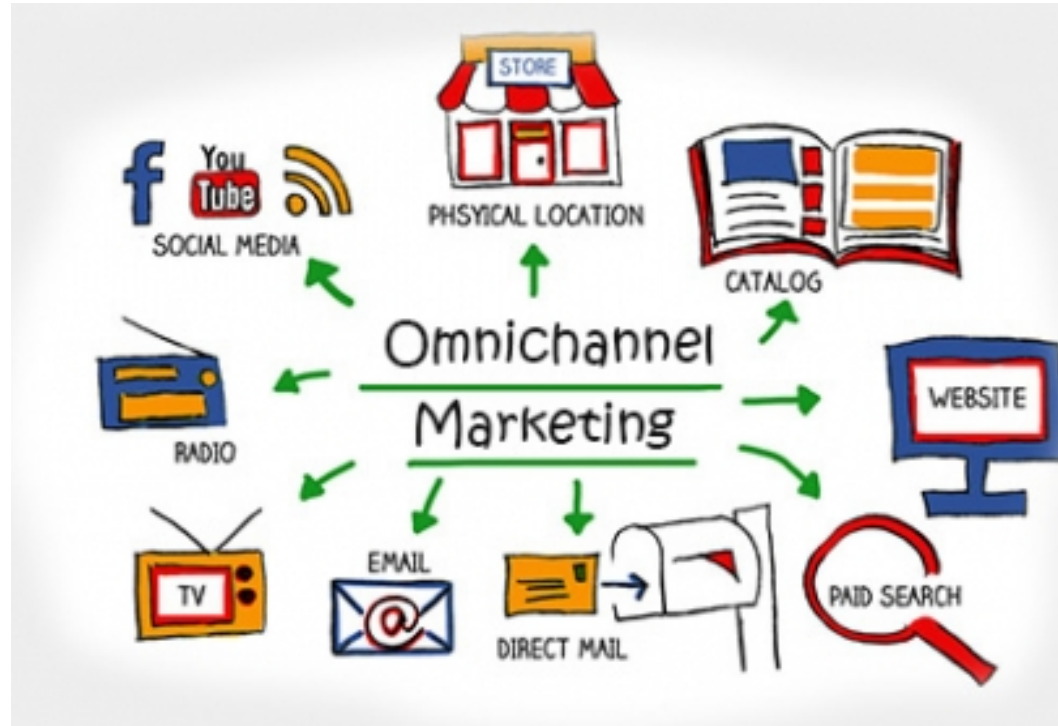 STORE
PHSYICAL LOCATION
f
You
Tube
SOCIAL MEDIA
CATALOG
Omnichannel
Marketing
WEBSITE
RADIO
TV
EMAIL
@
DIRECT MAIL
PAID SEARCH